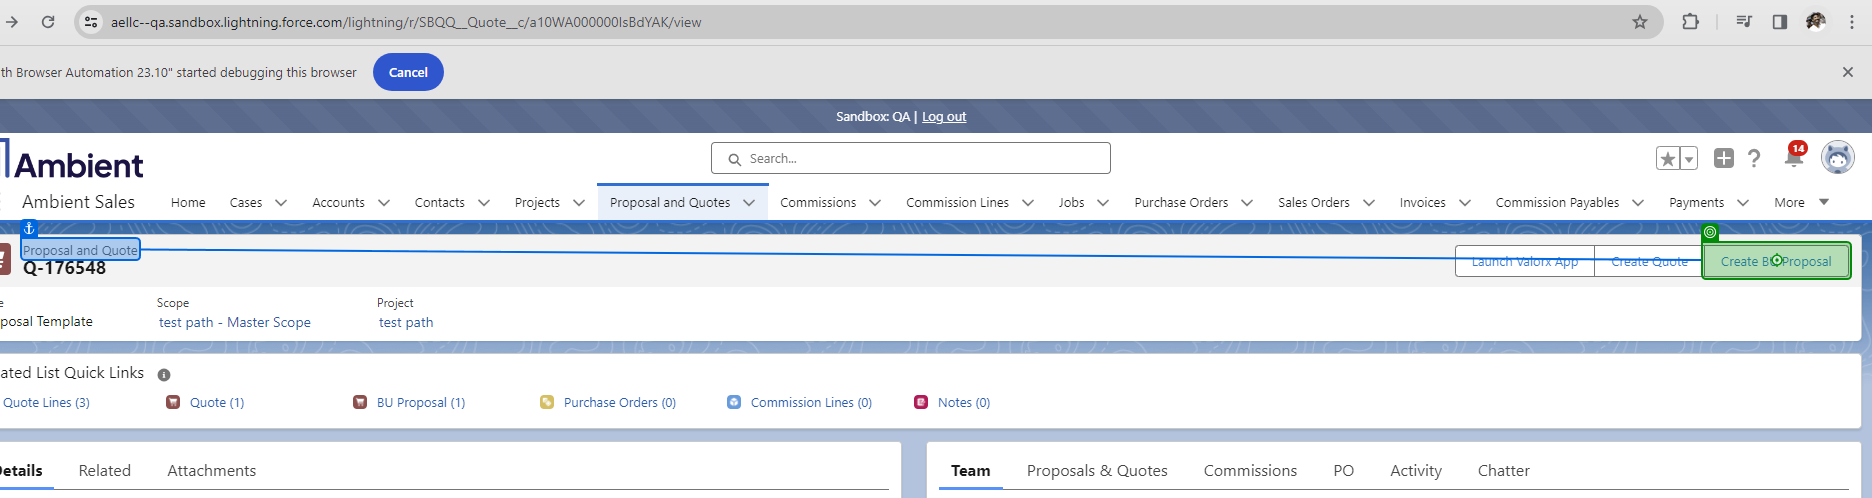 aellc--qa.sandbox.lightning.force.com/lightning/r/SBQQ__Quote__c/a10WA000000IsBdYAK/view
th Browser Automation 23.10" started debugging this browser Cancel
Sandbox: QA | Log out
Ambient
Search...
14
Ambient Sales Home Cases Accounts Contacts Projects Proposal and Quotes Commissions Commission Lines Jobs Purchase Orders Sales Orders Invoices Commission Payables Payments More
Proposal and Quote
Q-176548
Launch Valorx App Create Quote Create BU Proposal
e Scope Project
posal Template test path - Master Scope test path
ated List Quick Links
Quote Lines (3) Quote (1) BU Proposal (1) Purchase Orders (0) Commission Lines (0) Notes (0)
Details Related Attachments Team Proposals & Quotes Commissions PO Activity Chatter